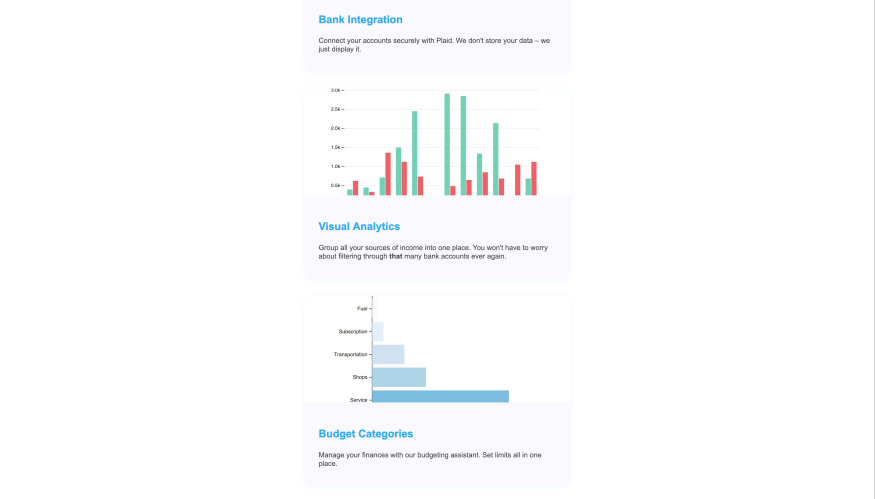 Bank Integration
Connect your accounts securely with Plaid. We don't store your data – we
just display it.
3.0k
2.5k
2.0k
1.5k
1.0k
0.5k
Visual Analytics
Group all your sources of income into one place. You won't have to worry
about filtering through that many bank accounts ever again.
Fuel
Subscription
Transportation
Shops
Service
Budget Categories
Manage your finances with our budgeting assistant. Set limits all in one
place.